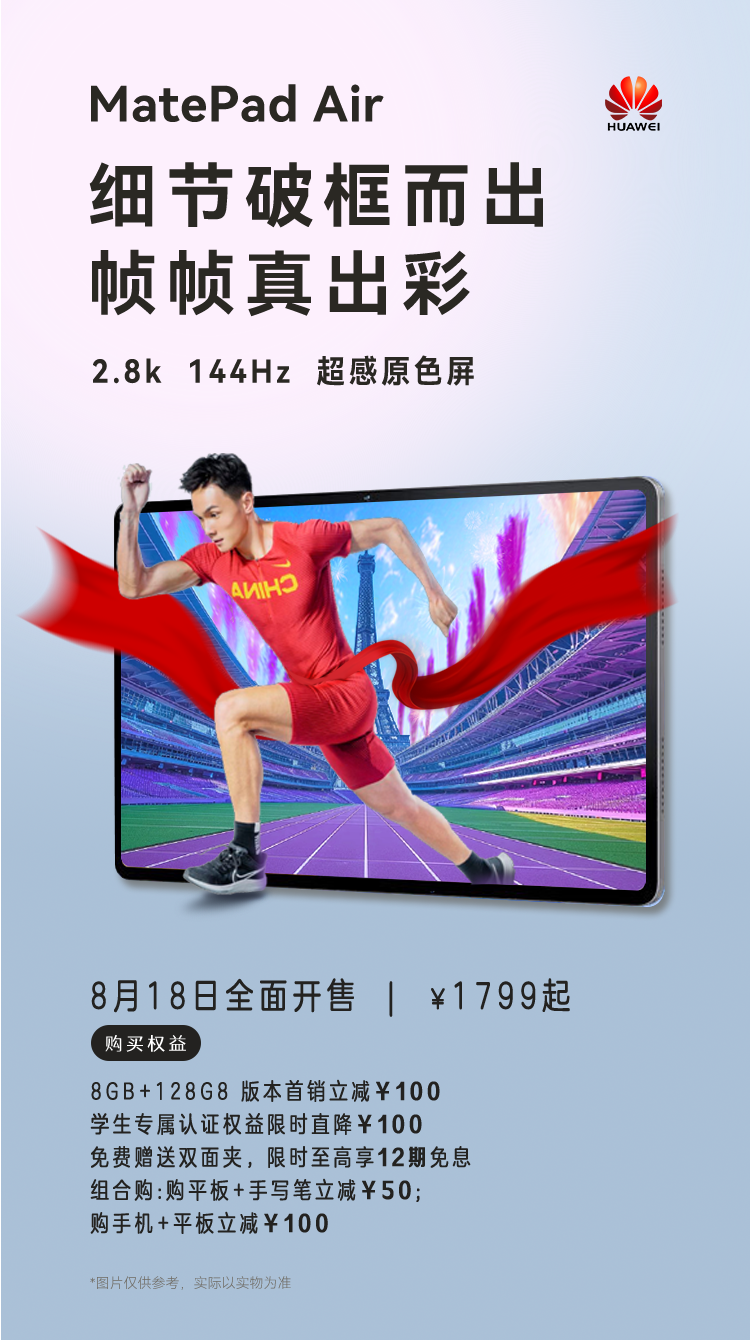 MatePad Air
HUAWEI
细节破框而出
帧帧真出彩
2.8k 144Hz 超感原色屏
CHINA
8月18日全面开售 | ¥1799起
购买权益
8GB+128G8 版本首销立减¥100
学生专属认证权益限时直降¥100
免费赠送双面夹，限时至高享12期免息
组合购:购平板+手写笔立减¥50;
购手机+平板立减¥100
*图片仅供参考，实际以实物为准